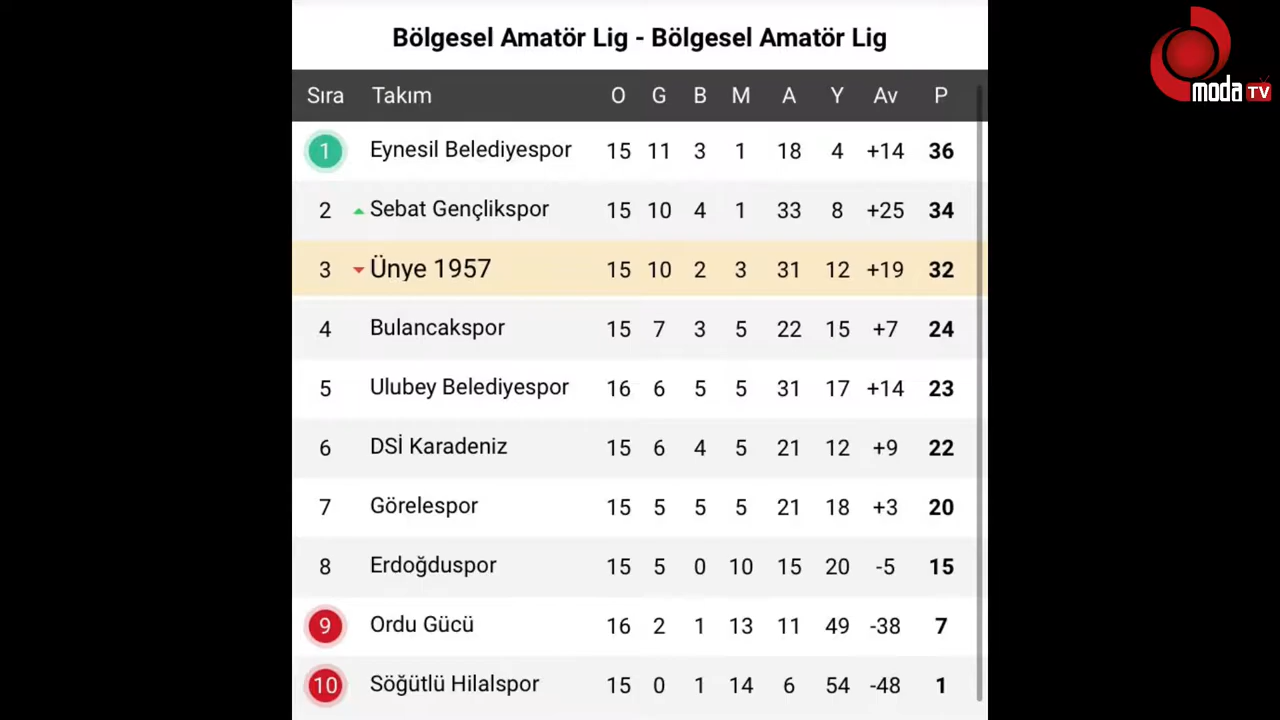 Bölgesel Amatör Lig - Bölgesel Amatör Lig
moda TV
Sıra Takım O G B M A Y Av P
1 Eynesil Belediyespor 15 11 3 1 18 4 +14 36
2 Sebat Gençlikspor 15 10 4 1 33 8 +25 34
3 Ünye 1957 15 10 2 3 31 12 +19 32
4 Bulancakspor 15 7 3 5 22 15 +7 24
5 Ulubey Belediyespor 16 6 5 5 31 17 +14 23
6 DSİ Karadeniz 15 6 4 5 21 12 +9 22
7 Görelespor 15 5 5 5 21 18 +3 20
8 Erdoğduspor 15 5 0 10 15 20 -5 15
9 Ordu Gücü 16 2 1 13 11 49 -38 7
10 Söğütlü Hilalspor 15 0 1 14 6 54 -48 1